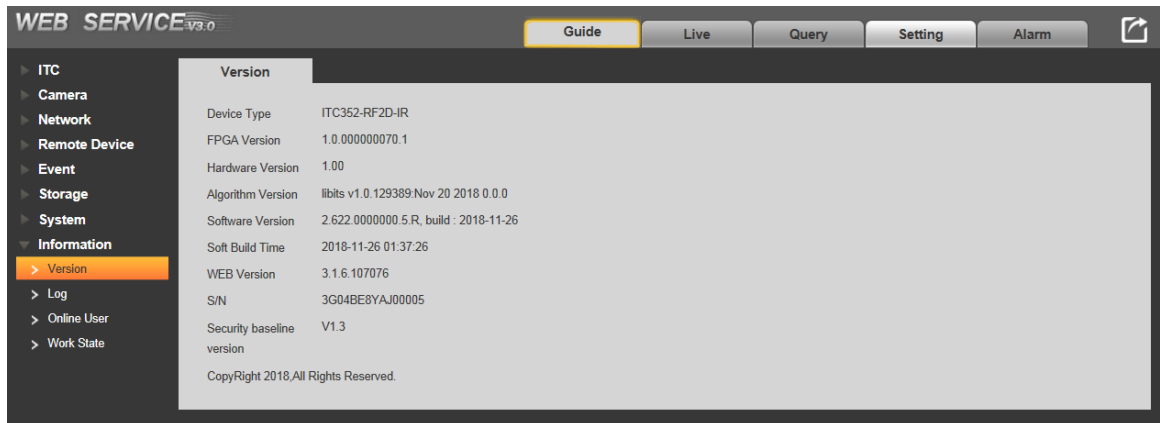 WEB SERVICE V3.0
Guide
Live
Query
Setting
Alarm
ITC
Camera
Network
Remote Device
Event
Storage
System
Information
Version
Log
Online User
Work State
Version
Device Type ITC352-RF2D-IR
FPGA Version 1.0.000000070.1
Hardware Version 1.00
Algorithm Version libits v1.0.129389:Nov 20 2018 0.0.0
Software Version 2.622.0000000.5.R, build : 2018-11-26
Soft Build Time 2018-11-26 01:37:26
WEB Version 3.1.6.107076
S/N 3G04BE8YAJ00005
Security baseline V1.3
version
CopyRight 2018,All Rights Reserved.